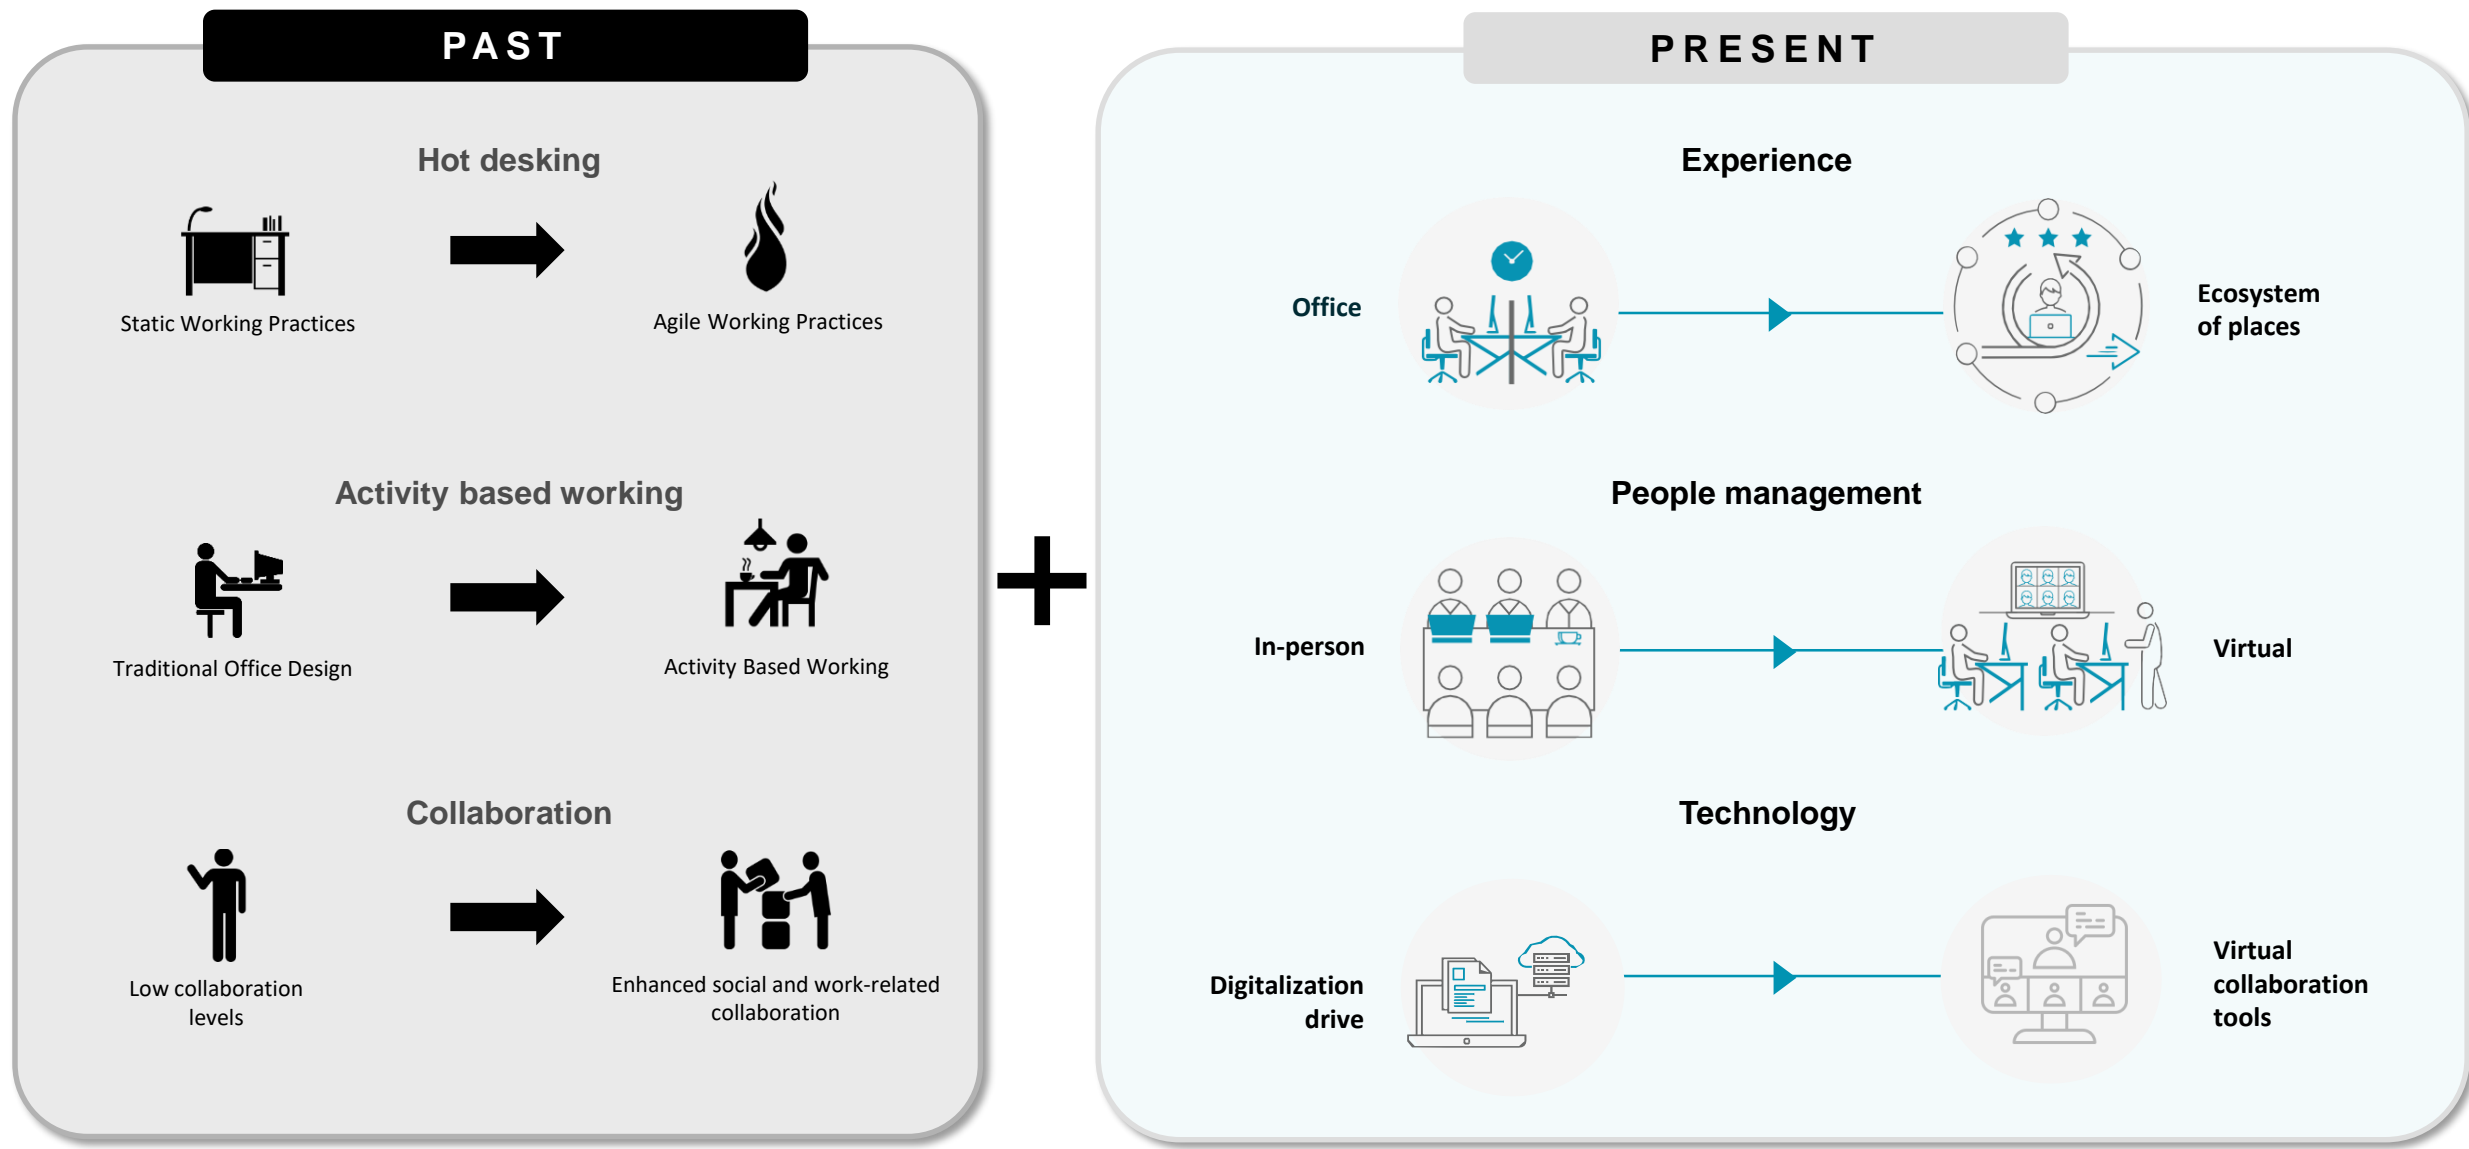 PAST
Hot desking
Static Working Practices
Agile Working Practices
Activity based working
Traditional Office Design
Activity Based Working
Collaboration
Low collaboration
levels
Enhanced social and work-related
collaboration
PRESENT
Experience
Office
Ecosystem
of places
People management
In-person
Virtual
Technology
Digitalization
drive
Virtual
collaboration
tools